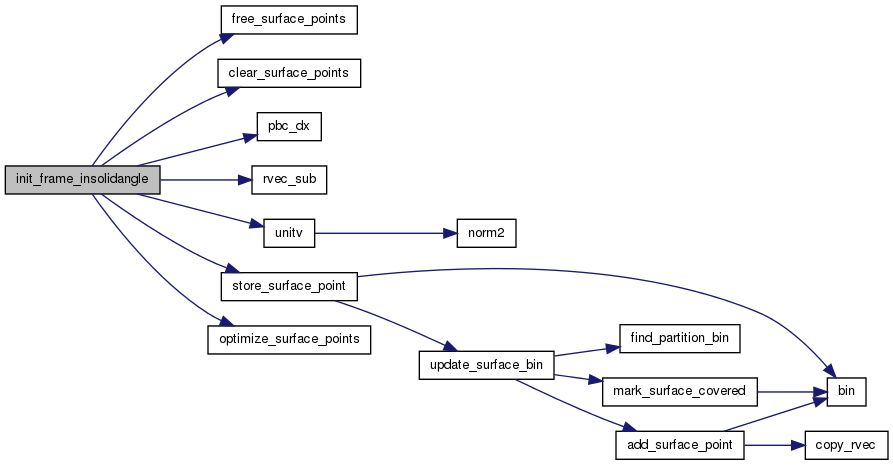 free_surface_points
clear_surface_points
pbc_dx
init_frame_insolidangle
rvec_sub
unitv
norm2
store_surface_point
optimize_surface_points
find_partition_bin
update_surface_bin
mark_surface_covered
bin
add_surface_point
copy_rvec